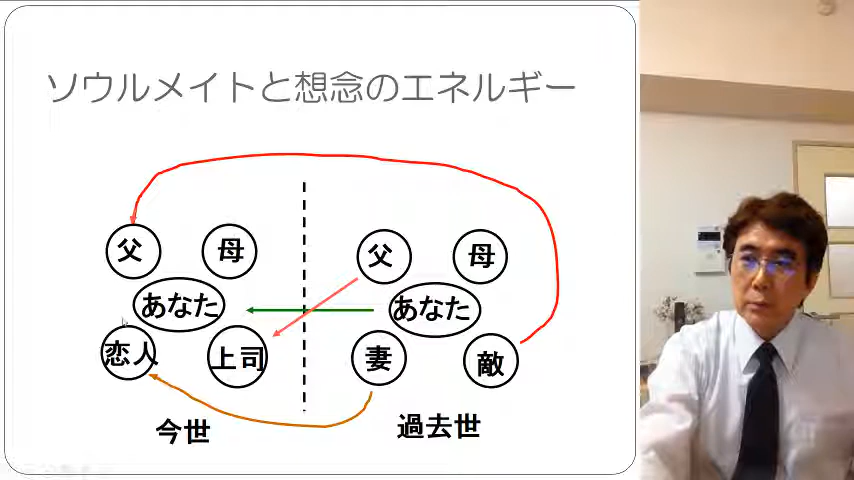 ソウルメイトと想念のエネルギー
父
母
あなた
恋人
上司
今世
父
母
あなた
妻
敵
過去世